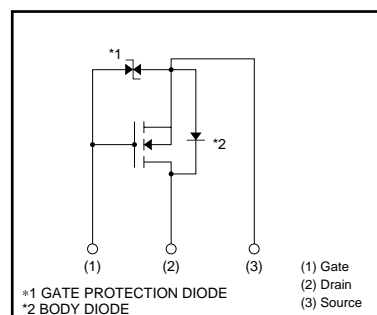 *1
*2
(1) (2) (3)
(1) Gate
(2) Drain
(3) Source
∗1 GATE PROTECTION DIODE
*2 BODY DIODE